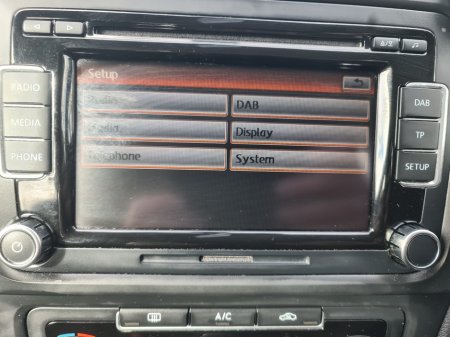 Setup
RADIO
MEDIA
PHONE
Radio
DAB
Media
Display
Telephone
System
DAB
TP
SETUP
A/C